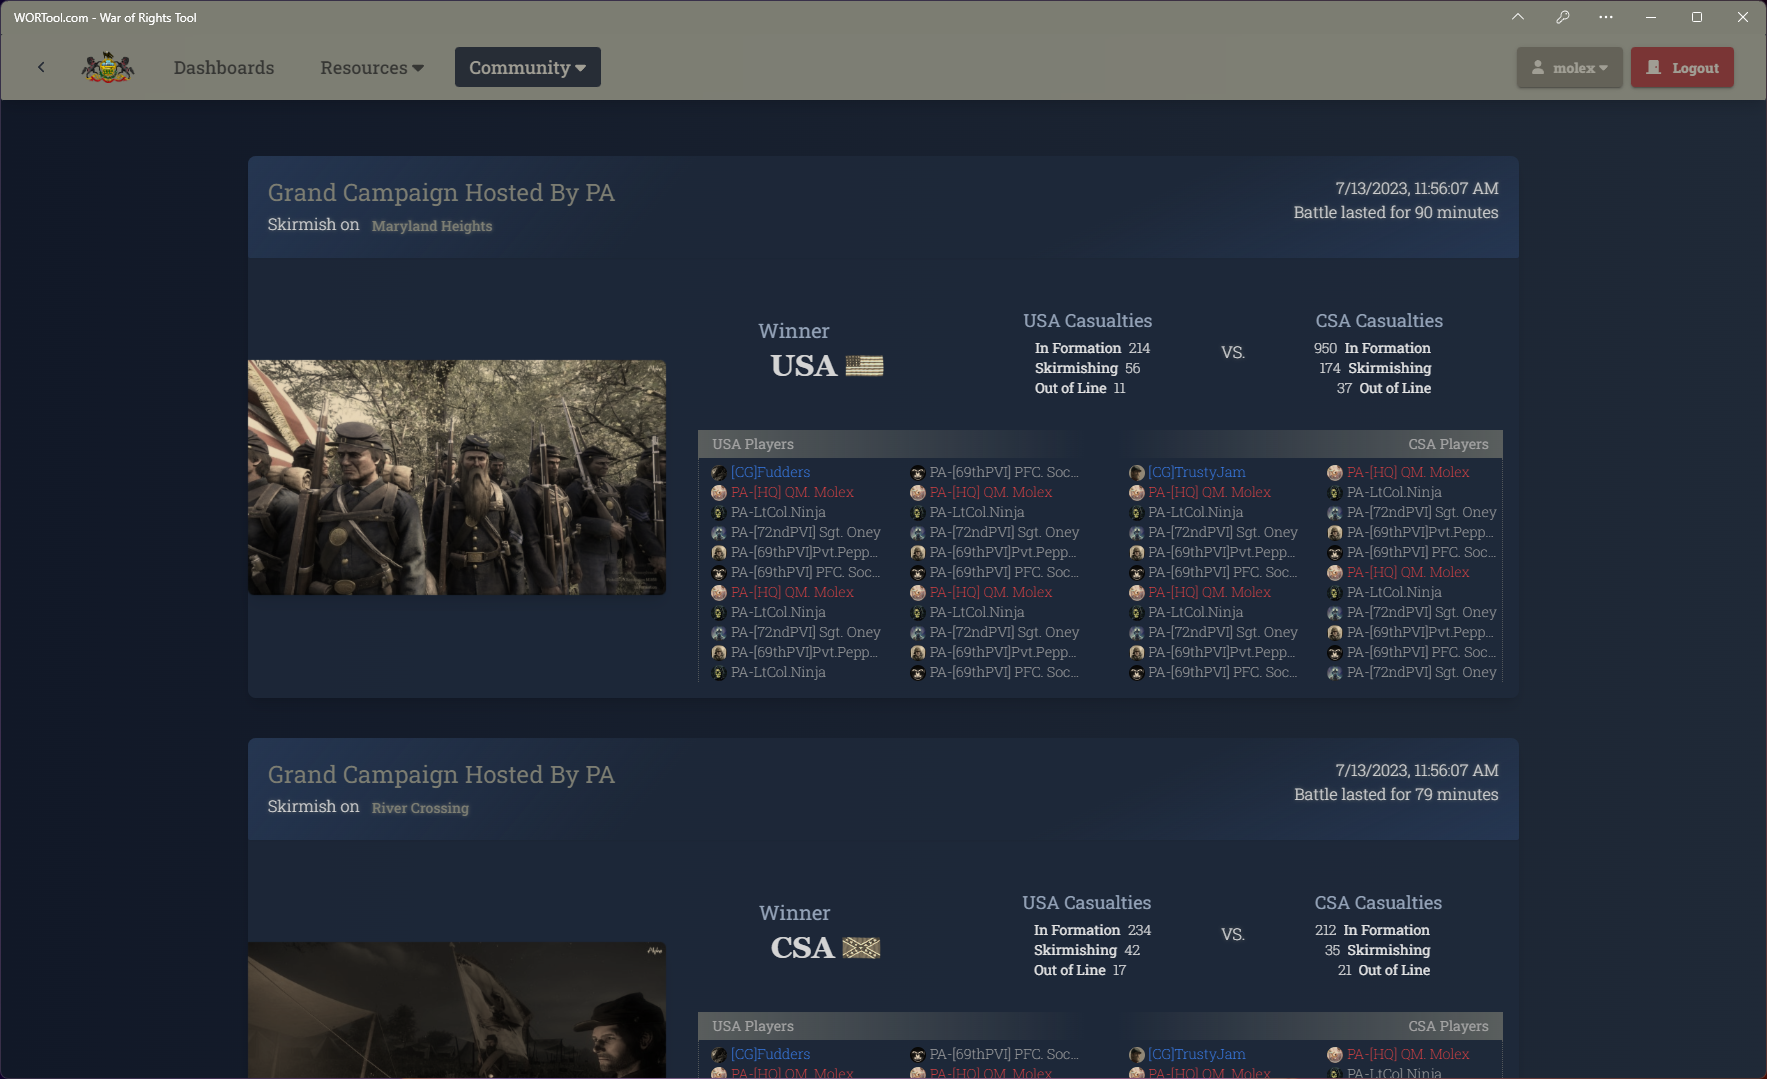 WORTool.com - War of Rights Tool
Dashboards
Resources
Community
molex
Logout
Grand Campaign Hosted By PA
Skirmish on Maryland Heights
7/13/2023, 11:56:07 AM
Battle lasted for 90 minutes
Winner
USA
USA Casualties
In Formation 214
Skirmishing 56
Out of Line 11
VS.
CSA Casualties
950 In Formation
174 Skirmishing
37 Out of Line
USA Players
CSA Players
[CG]Fudders
PA-[HQ] QM. Molex
PA-LtCol.Ninja
PA-[72ndPVI] Sgt. Oney
PA-[69thPVI]Pvt.Pepp...
PA-[69thPVI] PFC. Soc...
PA-[HQ] QM. Molex
PA-LtCol.Ninja
PA-[72ndPVI] Sgt. Oney
PA-[69thPVI]Pvt.Pepp...
PA-LtCol.Ninja
PA-[69thPVI] PFC. Soc...
PA-[HQ] QM. Molex
PA-LtCol.Ninja
PA-[72ndPVI] Sgt. Oney
PA-[69thPVI]Pvt.Pepp...
PA-[69thPVI] PFC. Soc...
PA-[HQ] QM. Molex
PA-LtCol.Ninja
PA-[72ndPVI] Sgt. Oney
PA-[69thPVI]Pvt.Pepp...
PA-[69thPVI] PFC. Soc...
[CG]TrustyJam
PA-[HQ] QM. Molex
PA-LtCol.Ninja
PA-[72ndPVI] Sgt. Oney
PA-[69thPVI]Pvt.Pepp...
PA-[69thPVI] PFC. Soc...
PA-[HQ] QM. Molex
PA-LtCol.Ninja
PA-[72ndPVI] Sgt. Oney
PA-[69thPVI]Pvt.Pepp...
PA-[69thPVI] PFC. Soc...
PA-[HQ] QM. Molex
PA-LtCol.Ninja
PA-[72ndPVI] Sgt. Oney
PA-[69thPVI]Pvt.Pepp...
PA-[69thPVI] PFC. Soc...
PA-[HQ] QM. Molex
PA-LtCol.Ninja
PA-[72ndPVI] Sgt. Oney
PA-[69thPVI]Pvt.Pepp...
PA-[69thPVI] PFC. Soc...
PA-[72ndPVI] Sgt. Oney
Grand Campaign Hosted By PA
Skirmish on River Crossing
7/13/2023, 11:56:07 AM
Battle lasted for 79 minutes
Winner
CSA
USA Casualties
In Formation 234
Skirmishing 42
Out of Line 17
VS.
CSA Casualties
212 In Formation
35 Skirmishing
21 Out of Line
USA Players
CSA Players
[CG]Fudders
PA-[HQ] QM. Molex
PA-[69thPVI] PFC. Soc...
PA-[HQ] QM. Molex
[CG]TrustyJam
PA-[HQ] QM. Molex
PA-[HQ] QM. Molex
PA-LtCol.Ninja